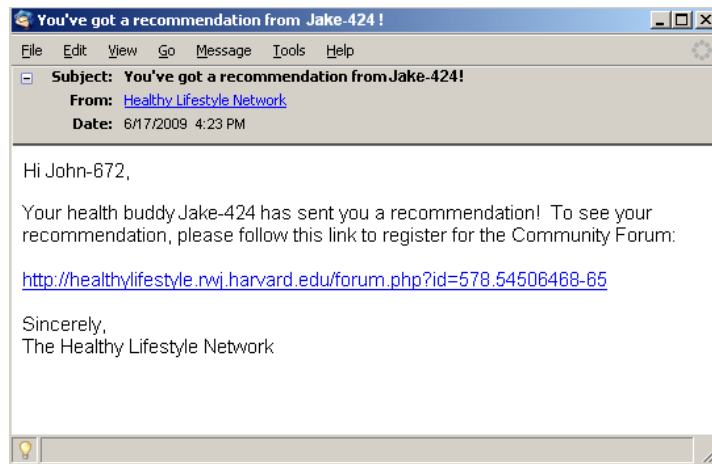 You've got a recommendation from Jake-424 !
File Edit View Go Message Tools Help
Subject: You've got a recommendation from Jake-424!
From: Healthy Lifestyle Network
Date: 6/17/2009 4:23 PM
Hi John-672,
Your health buddy Jake-424 has sent you a recommendation! To see your
recommendation, please follow this link to register for the Community Forum:
http://healthylifestyle.rwj.harvard.edu/forum.php?id=578.54506468-65
Sincerely,
The Healthy Lifestyle Network